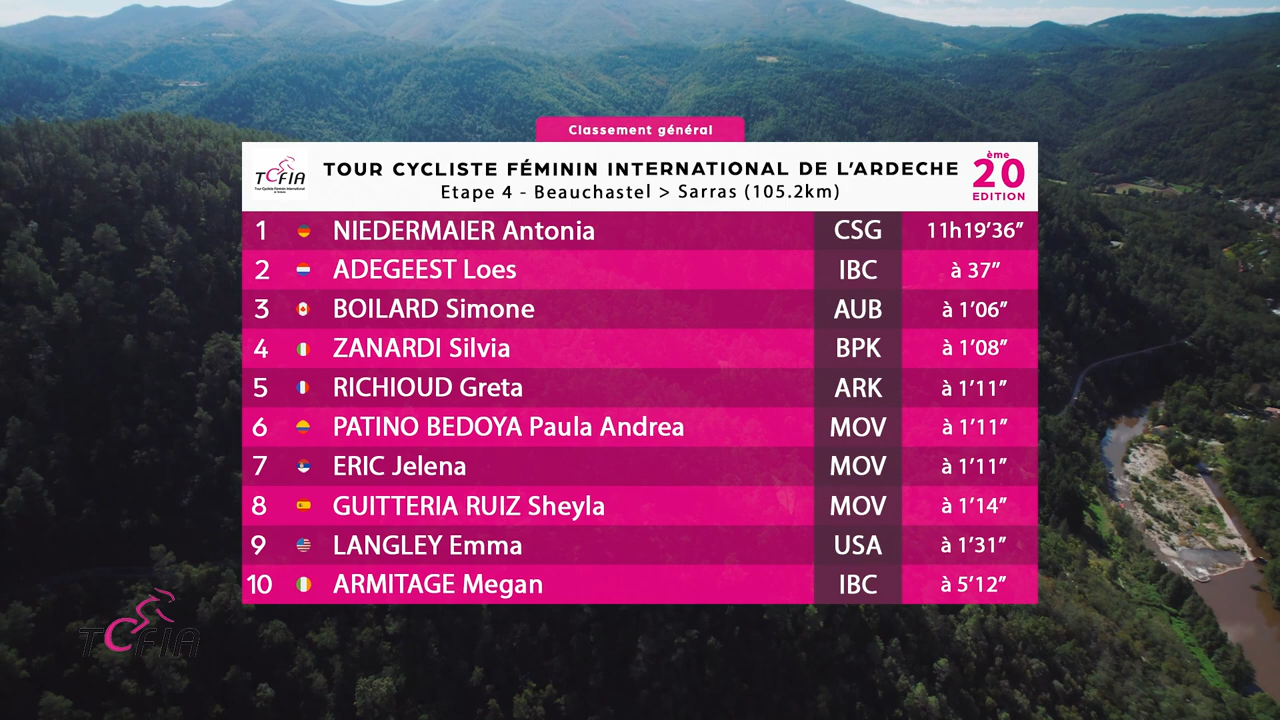 Classement général
TCFIA
Tour Cycliste Féminin International
TOUR CYCLISTE FÉMININ INTERNATIONAL DE L'ARDECHE
Etape 4 - Beauchastel > Sarras (105.2km)
ème
20
EDITION
1 NIEDERMAIER Antonia CSG 11h19'36"
2 ADEGEEST Loes IBC à 37"
3 BOILARD Simone AUB à 1'06"
4 ZANARDI Silvia BPK à 1'08"
5 RICHIOUD Greta ARK à 1'11"
6 PATINO BEDOYA Paula Andrea MOV à 1'11"
7 ERIC Jelena MOV à 1'11"
8 GUITTERIA RUIZ Sheyla MOV à 1'14"
9 LANGLEY Emma USA à 1'31"
10 ARMITAGE Megan IBC à 5'12"
TCFIA